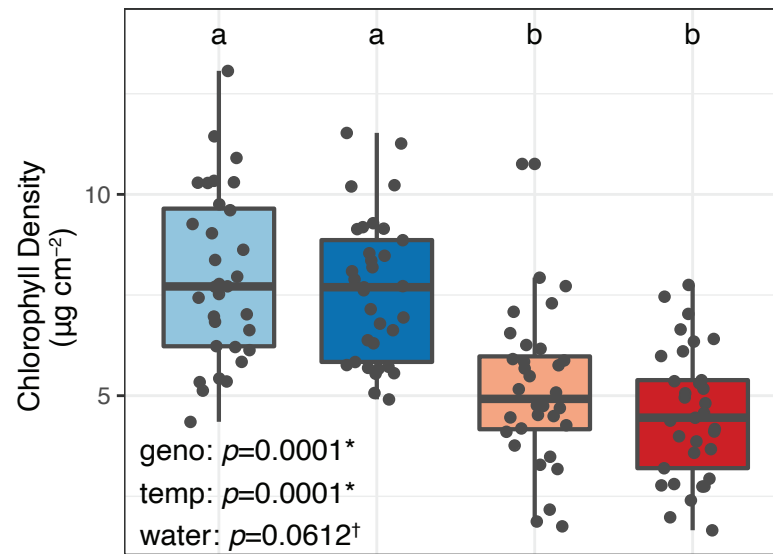 a a b b
Chlorophyll Density
(µg cm⁻²)
10
5
geno: p=0.0001*
temp: p=0.0001*
water: p=0.0612†